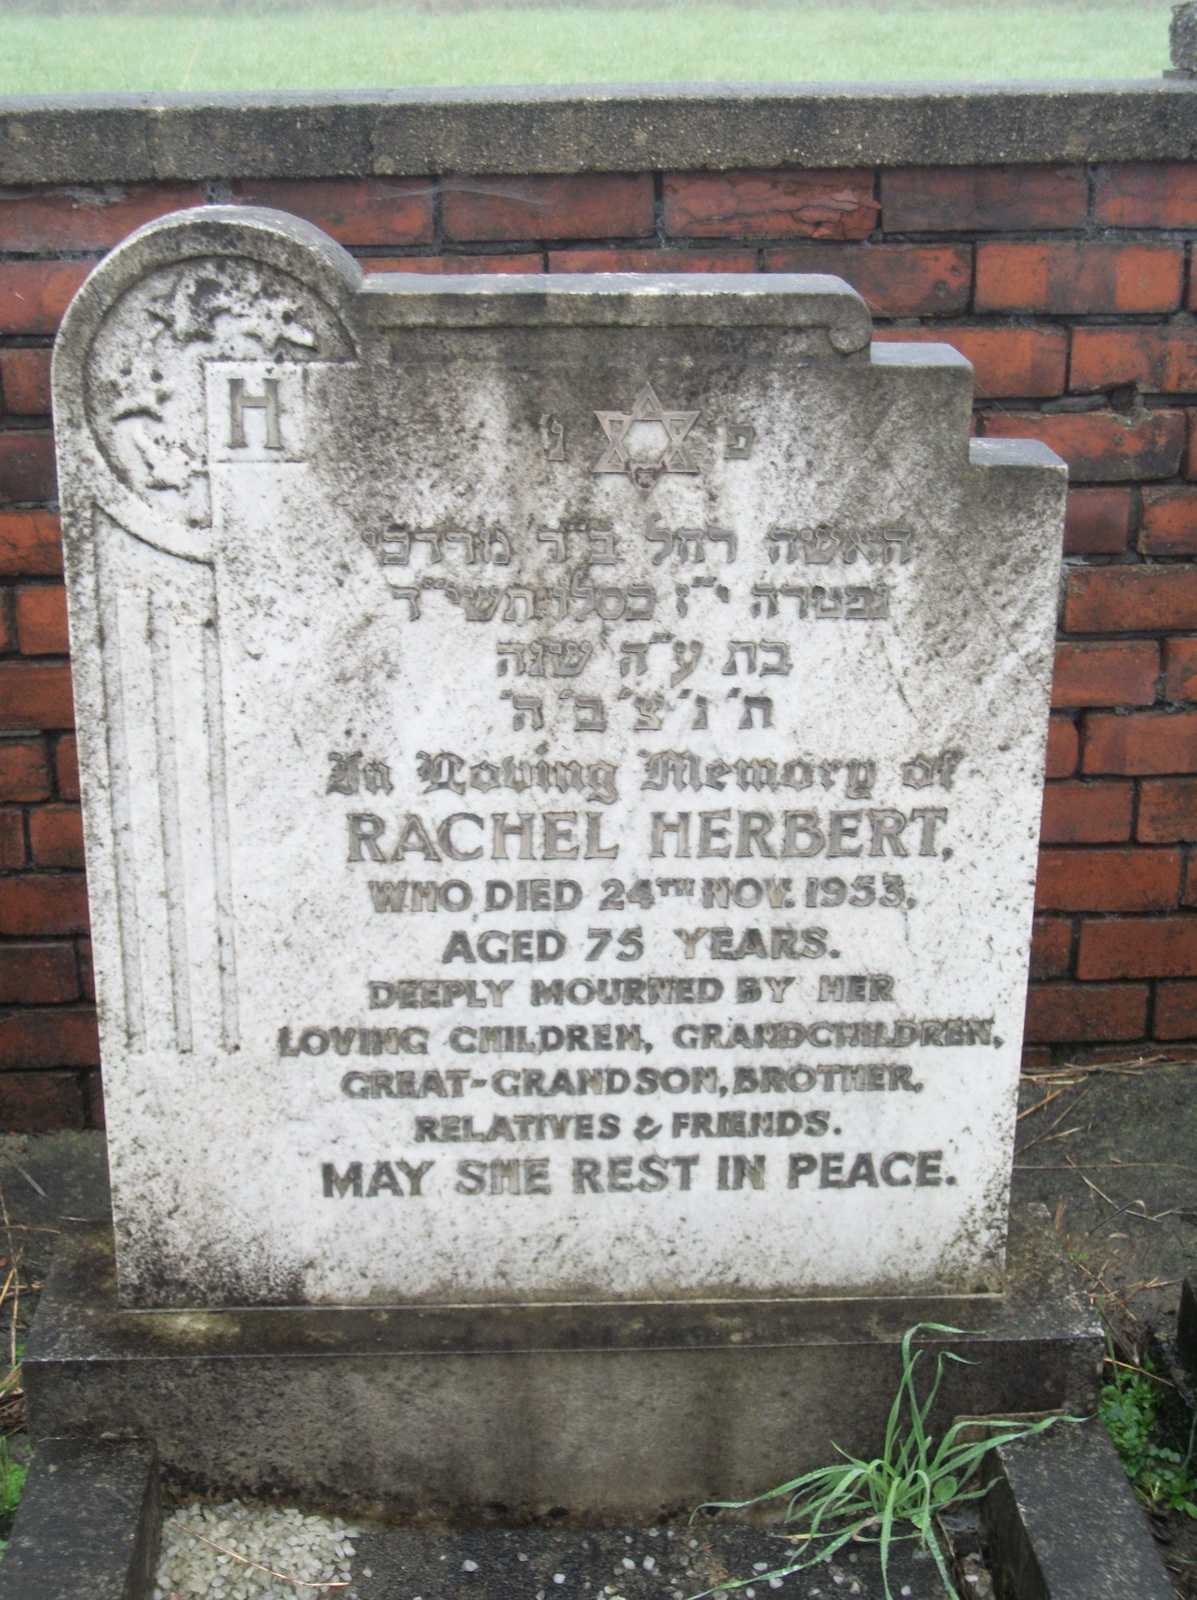 H
פ נ
האשה רחל ב״ר מרדכי
נפטרה י״ז כסלו תשי״ד
בת ע״ה שנה
ת׳ נ׳ צ׳ ב׳ ה׳
In Loving Memory of
RACHEL HERBERT,
WHO DIED 24TH NOV. 1953,
AGED 75 YEARS.
DEEPLY MOURNED BY HER
LOVING CHILDREN, GRANDCHILDREN,
GREAT-GRANDSON, BROTHER,
RELATIVES & FRIENDS.
MAY SHE REST IN PEACE.